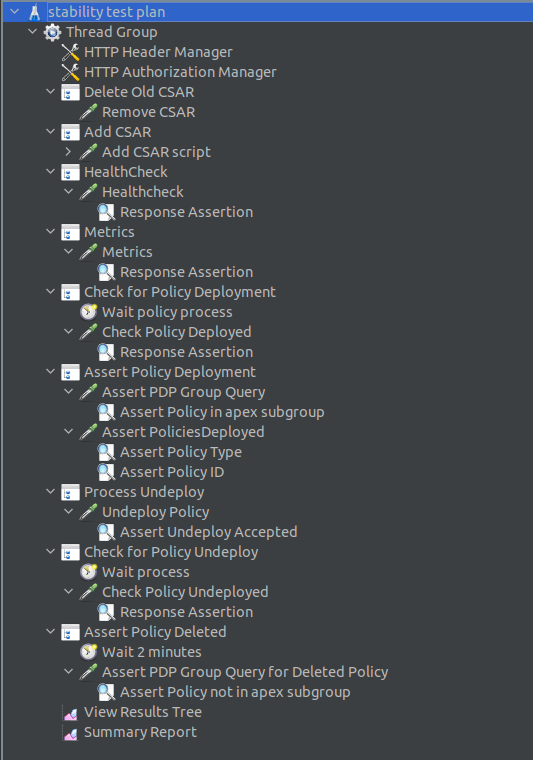 stability test plan
Thread Group
HTTP Header Manager
HTTP Authorization Manager
Delete Old CSAR
Remove CSAR
Add CSAR
Add CSAR script
HealthCheck
Healthcheck
Response Assertion
Metrics
Metrics
Response Assertion
Check for Policy Deployment
Wait policy process
Check Policy Deployed
Response Assertion
Assert Policy Deployment
Assert PDP Group Query
Assert Policy in apex subgroup
Assert PoliciesDeployed
Assert Policy Type
Assert Policy ID
Process Undeploy
Undeploy Policy
Assert Undeploy Accepted
Check for Policy Undeploy
Wait process
Check Policy Undeployed
Response Assertion
Assert Policy Deleted
Wait 2 minutes
Assert PDP Group Query for Deleted Policy
Assert Policy not in apex subgroup
View Results Tree
Summary Report